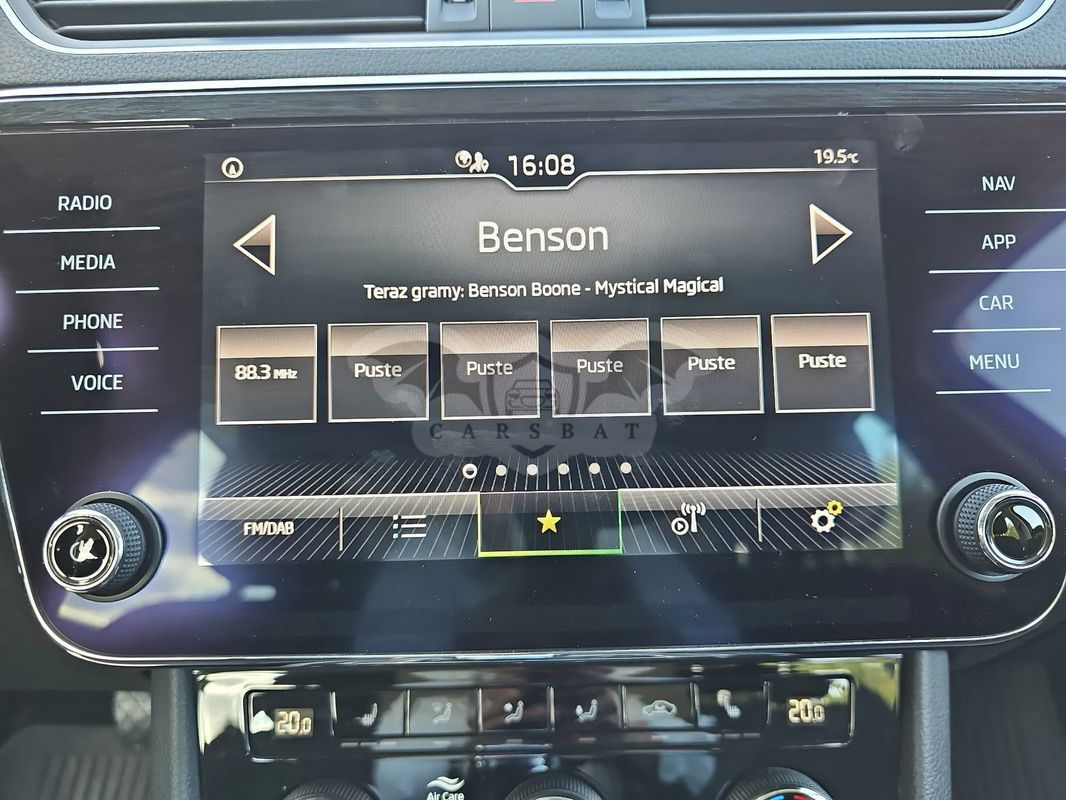 16:08
19.5°C
RADIO
NAV
Benson
MEDIA
APP
Teraz gramy: Benson Boone - Mystical Magical
PHONE
CAR
88.3 MHz
Puste
Puste
Puste
Puste
Puste
VOICE
MENU
CARSBAT
FM/DAB
20.0
20.0
Air Care